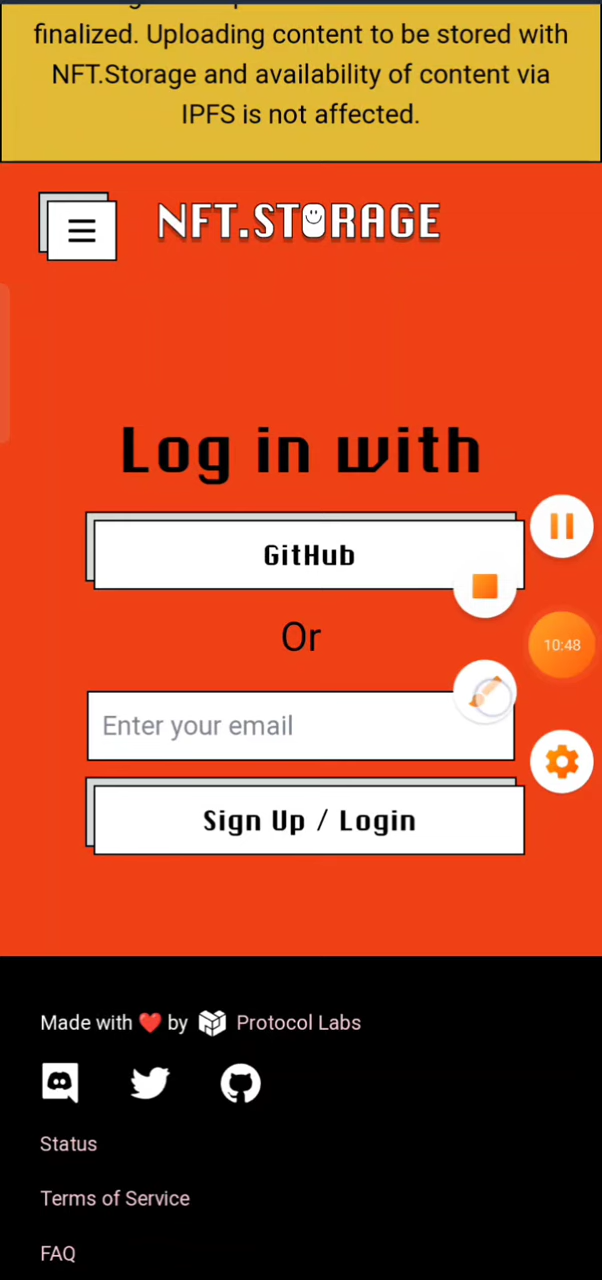 finalized. Uploading content to be stored with
NFT.Storage and availability of content via
IPFS is not affected.
NFT.STORAGE
Log in with
GitHub
Or
10:48
Enter your email
Sign Up / Login
Made with ❤️ by Protocol Labs
Status
Terms of Service
FAQ